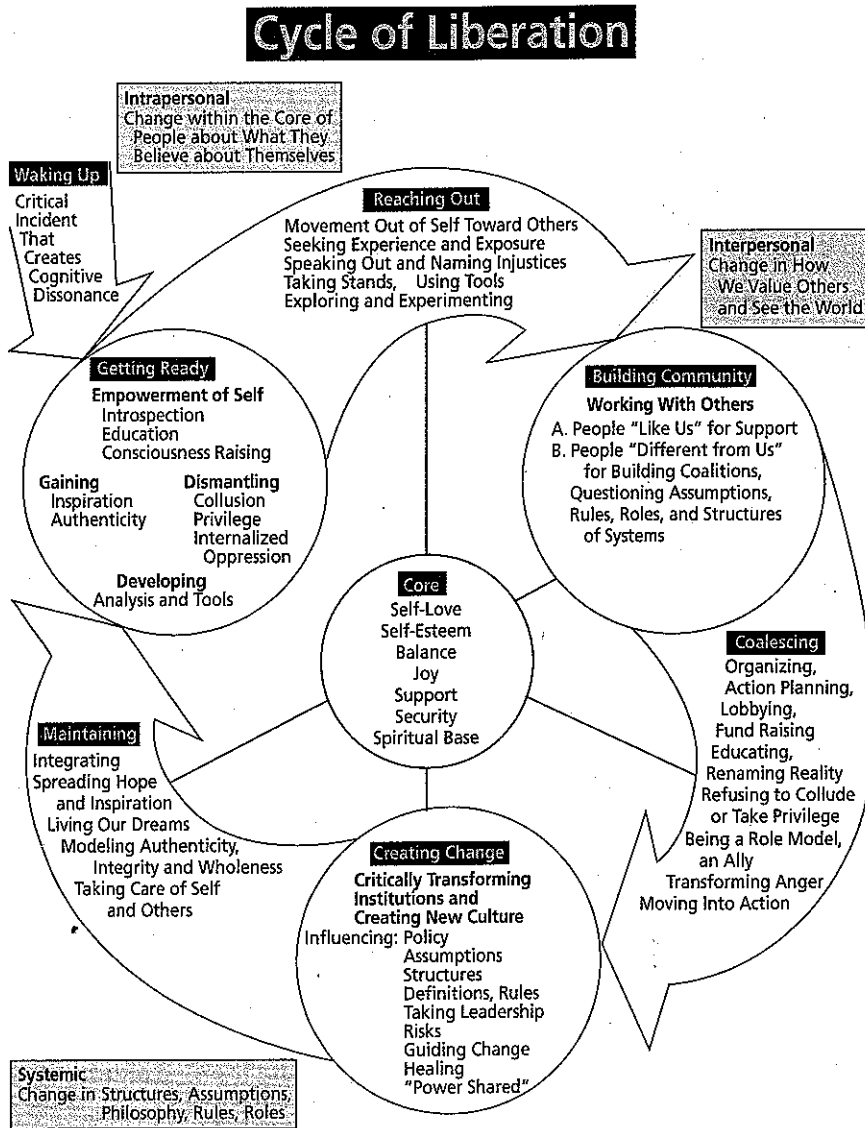 Cycle of Liberation
Intrapersonal
Change within the Core of
People about What They
Believe about Themselves
Waking Up
Critical
Incident
That
Creates
Cognitive
Dissonance
Reaching Out
Movement Out of Self Toward Others
Seeking Experience and Exposure
Speaking Out and Naming Injustices
Taking Stands, Using Tools
Exploring and Experimenting
Interpersonal
Change in How
We Value Others
and See the World
Getting Ready
Empowerment of Self
Introspection
Education
Consciousness Raising
Gaining
Inspiration
Authenticity
Dismantling
Collusion
Privilege
Internalized
Oppression
Developing
Analysis and Tools
Building Community
Working With Others
A. People "Like Us" for Support
B. People "Different from Us"
for Building Coalitions,
Questioning Assumptions,
Rules, Roles, and Structures
of Systems
Core
Self-Love
Self-Esteem
Balance
Joy
Support
Security
Spiritual Base
Coalescing
Organizing,
Action Planning,
Lobbying,
Fund Raising
Educating,
Renaming Reality
Refusing to Collude
or Take Privilege
Being a Role Model,
an Ally
Transforming Anger
Moving Into Action
Maintaining
Integrating
Spreading Hope
and Inspiration
Living Our Dreams
Modeling Authenticity,
Integrity and Wholeness
Taking Care of Self
and Others
Creating Change
Critically Transforming
Institutions and
Creating New Culture
Influencing: Policy
Assumptions
Structures
Definitions, Rules
Taking Leadership
Risks
Guiding Change
Healing
"Power Shared"
Systemic
Change in Structures, Assumptions,
Philosophy, Rules, Roles